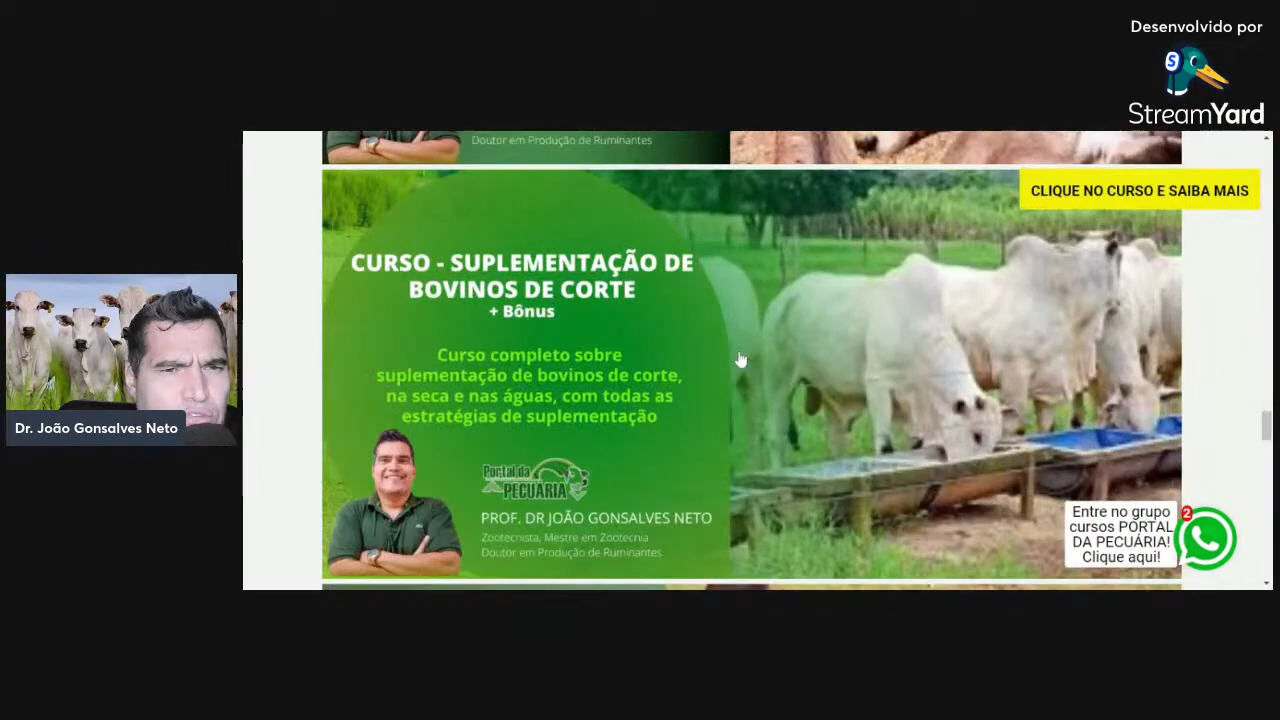 Desenvolvido por
StreamYard
Doutor em Produção de Ruminantes
CLIQUE NO CURSO E SAIBA MAIS
CURSO - SUPLEMENTAÇÃO DE
BOVINOS DE CORTE
+ Bônus
Curso completo sobre
suplementação de bovinos de corte,
na seca e nas águas, com todas as
estratégias de suplementação
Dr. João Gonsalves Neto
Portal da
PECUÁRIA
PROF. DR JOÃO GONSALVES NETO
Zootecnista, Mestre em Zootecnia
Doutor em Produção de Ruminantes
Entre no grupo
cursos PORTAL
DA PECUÁRIA!
Clique aqui!
2